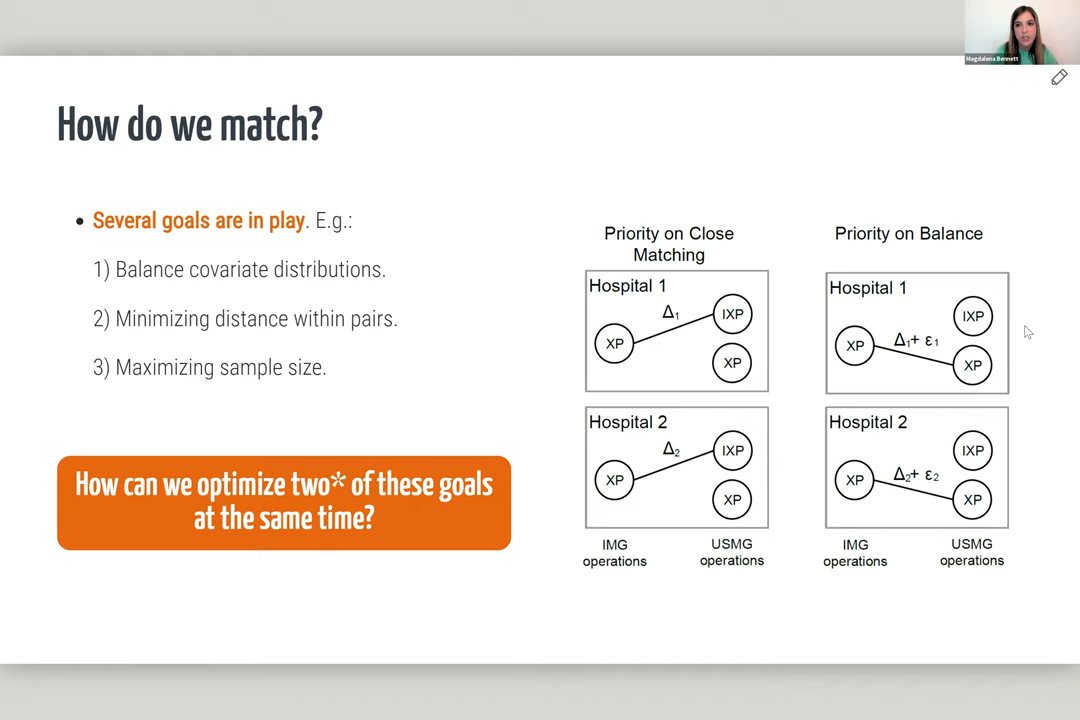 Magdalena Bennett
How do we match?
• Several goals are in play. E.g.:
1) Balance covariate distributions.
2) Minimizing distance within pairs.
3) Maximizing sample size.
How can we optimize two* of these goals
at the same time?
Priority on Close
Matching
Hospital 1
Δ₁
XP
IXP
XP
Hospital 2
Δ₂
XP
IXP
XP
IMG
operations
USMG
operations
Priority on Balance
Hospital 1
IXP
XP
Δ₁+ ε₁
XP
Hospital 2
IXP
XP
Δ₂+ ε₂
XP
IMG
operations
USMG
operations